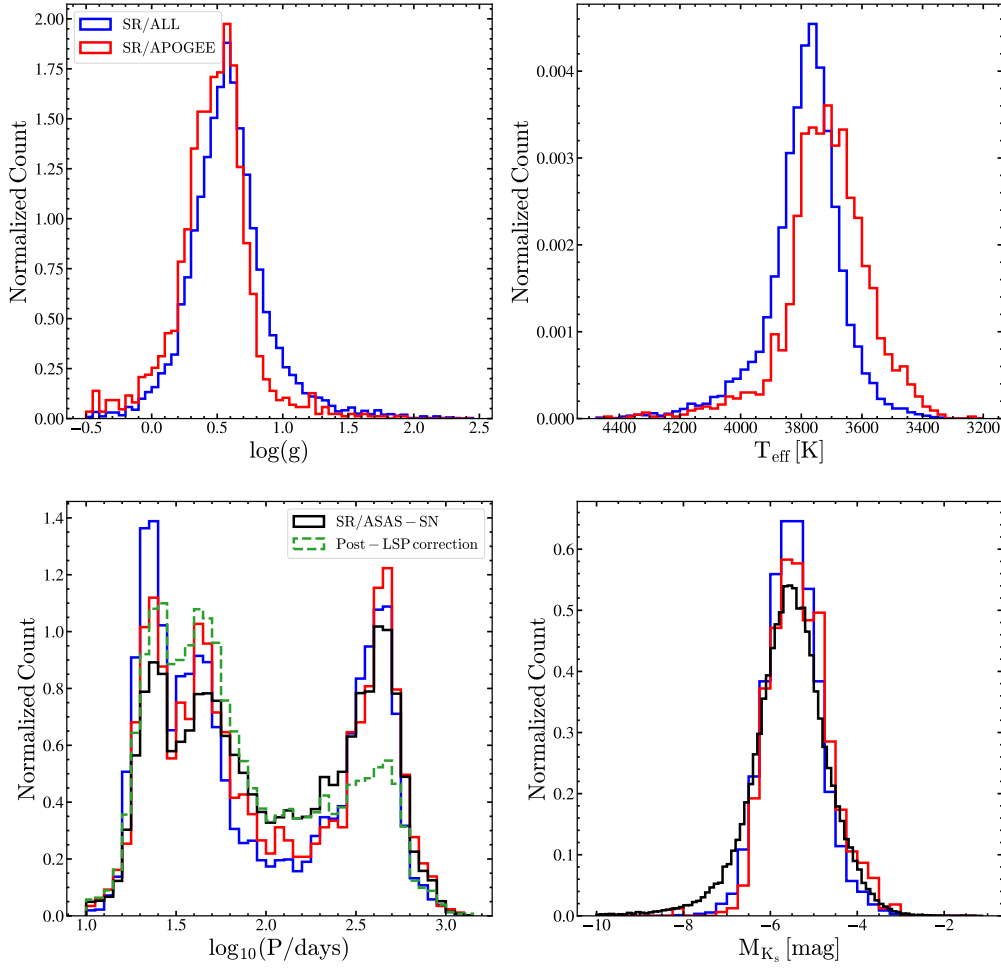 SR/ALL
SR/APOGEE
2.00
1.75
1.50
1.25
1.00
0.75
0.50
0.25
0.00
Normalized Count
−0.5 0.0 0.5 1.0 1.5 2.0 2.5
log(g)
0.004
0.003
0.002
0.001
0.000
Normalized Count
4400 4200 4000 3800 3600 3400 3200
T_eff [K]
SR/ASAS−SN
Post−LSP correction
1.4
1.2
1.0
0.8
0.6
0.4
0.2
0.0
Normalized Count
1.0 1.5 2.0 2.5 3.0
log₁₀(P/days)
0.6
0.5
0.4
0.3
0.2
0.1
0.0
Normalized Count
−10 −8 −6 −4 −2
M_{K_s} [mag]